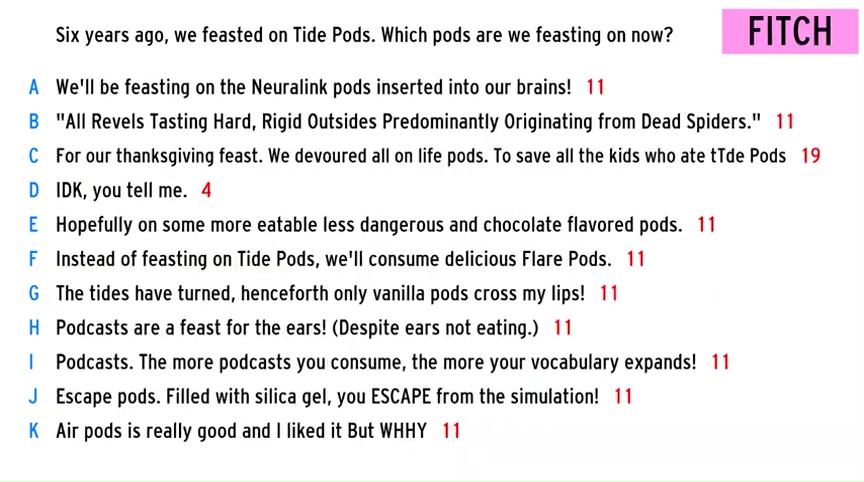 Six years ago, we feasted on Tide Pods. Which pods are we feasting on now?
FITCH
A We'll be feasting on the Neuralink pods inserted into our brains! 11
B "All Revels Tasting Hard, Rigid Outsides Predominantly Originating from Dead Spiders." 11
C For our thanksgiving feast. We devoured all on life pods. To save all the kids who ate tTde Pods 19
D IDK, you tell me. 4
E Hopefully on some more eatable less dangerous and chocolate flavored pods. 11
F Instead of feasting on Tide Pods, we'll consume delicious Flare Pods. 11
G The tides have turned, henceforth only vanilla pods cross my lips! 11
H Podcasts are a feast for the ears! (Despite ears not eating.) 11
I Podcasts. The more podcasts you consume, the more your vocabulary expands! 11
J Escape pods. Filled with silica gel, you ESCAPE from the simulation! 11
K Air pods is really good and I liked it But WHHY 11